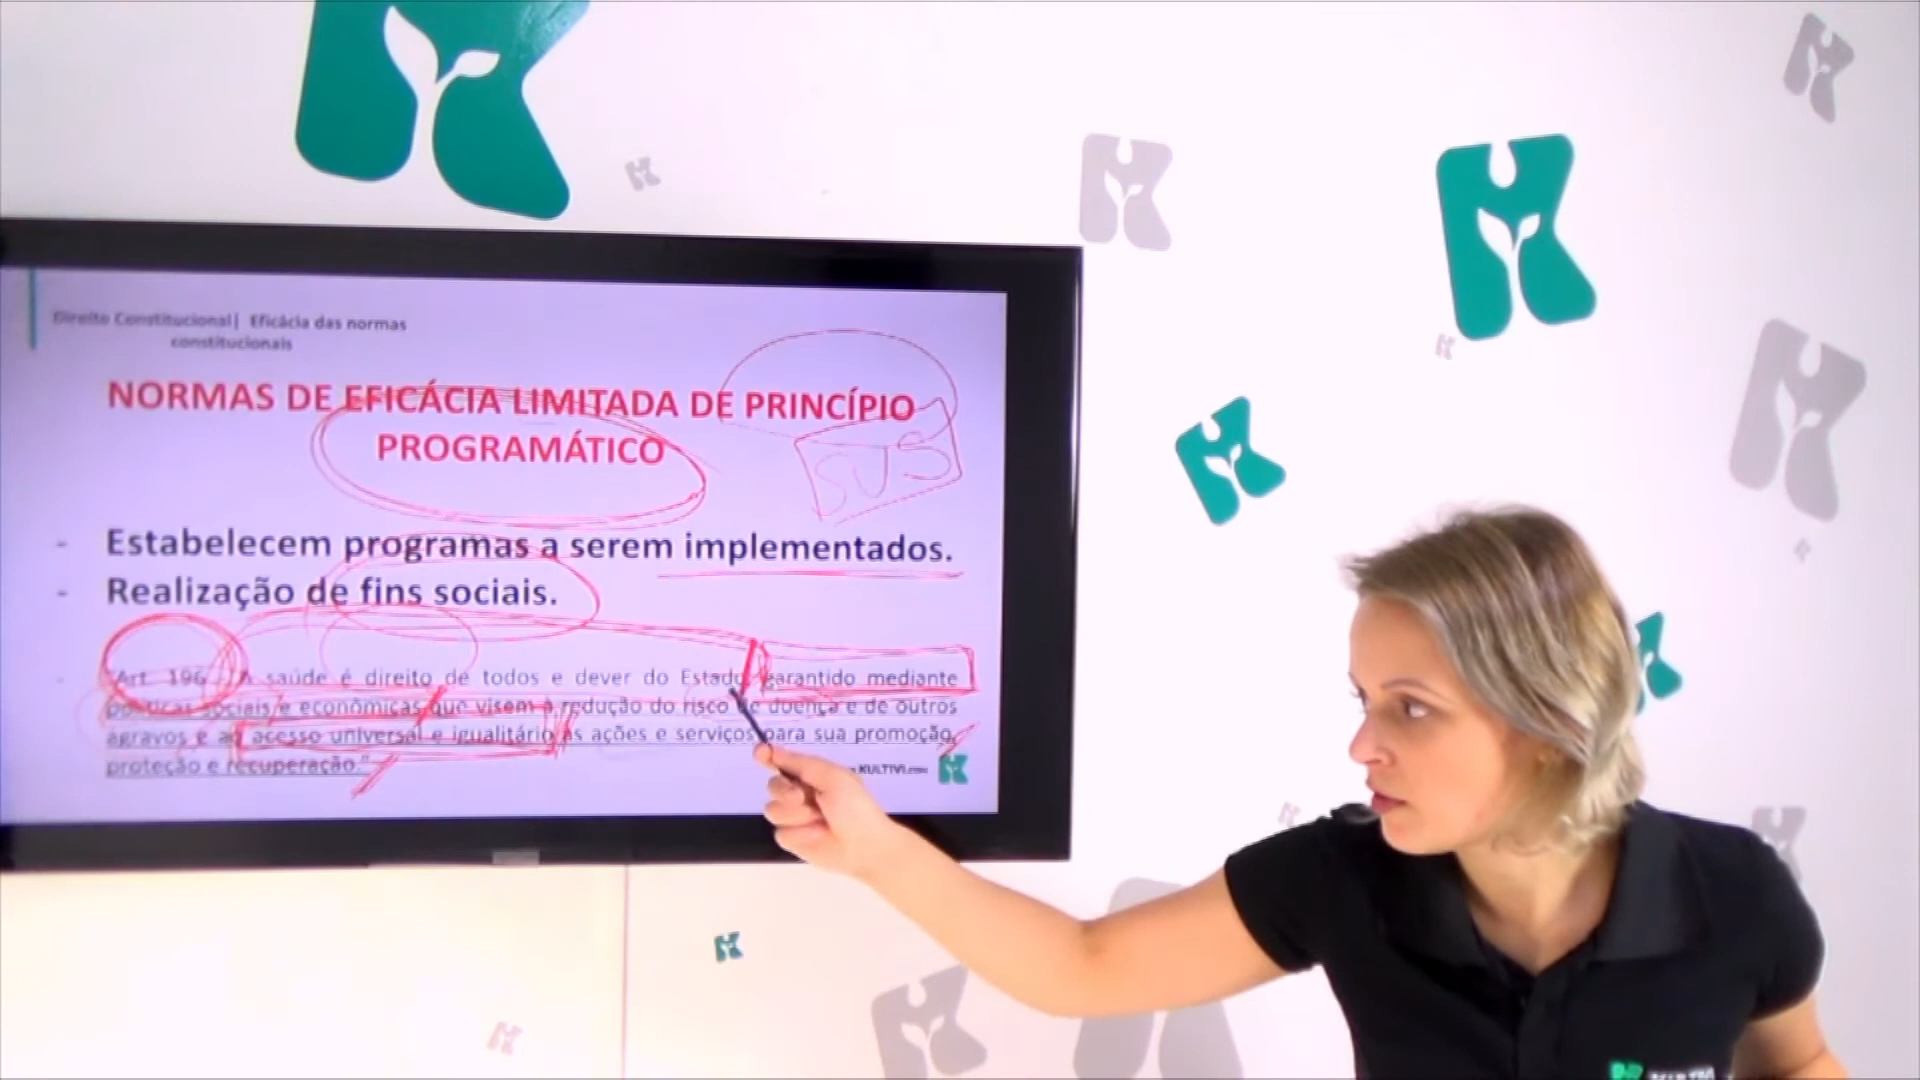 Direito Constitucional| Eficácia das normas
constitucionais
NORMAS DE EFICÁCIA LIMITADA DE PRINCÍPIO
PROGRAMÁTICO
SUS
- Estabelecem programas a serem implementados.
- Realização de fins sociais.
- "Art. 196. A saúde é direito de todos e dever do Estado, garantido mediante
políticas sociais e econômicas que visem à redução do risco de doença e de outros
agravos e ao acesso universal e igualitário às ações e serviços para sua promoção,
proteção e recuperação."
KULTIVI.com